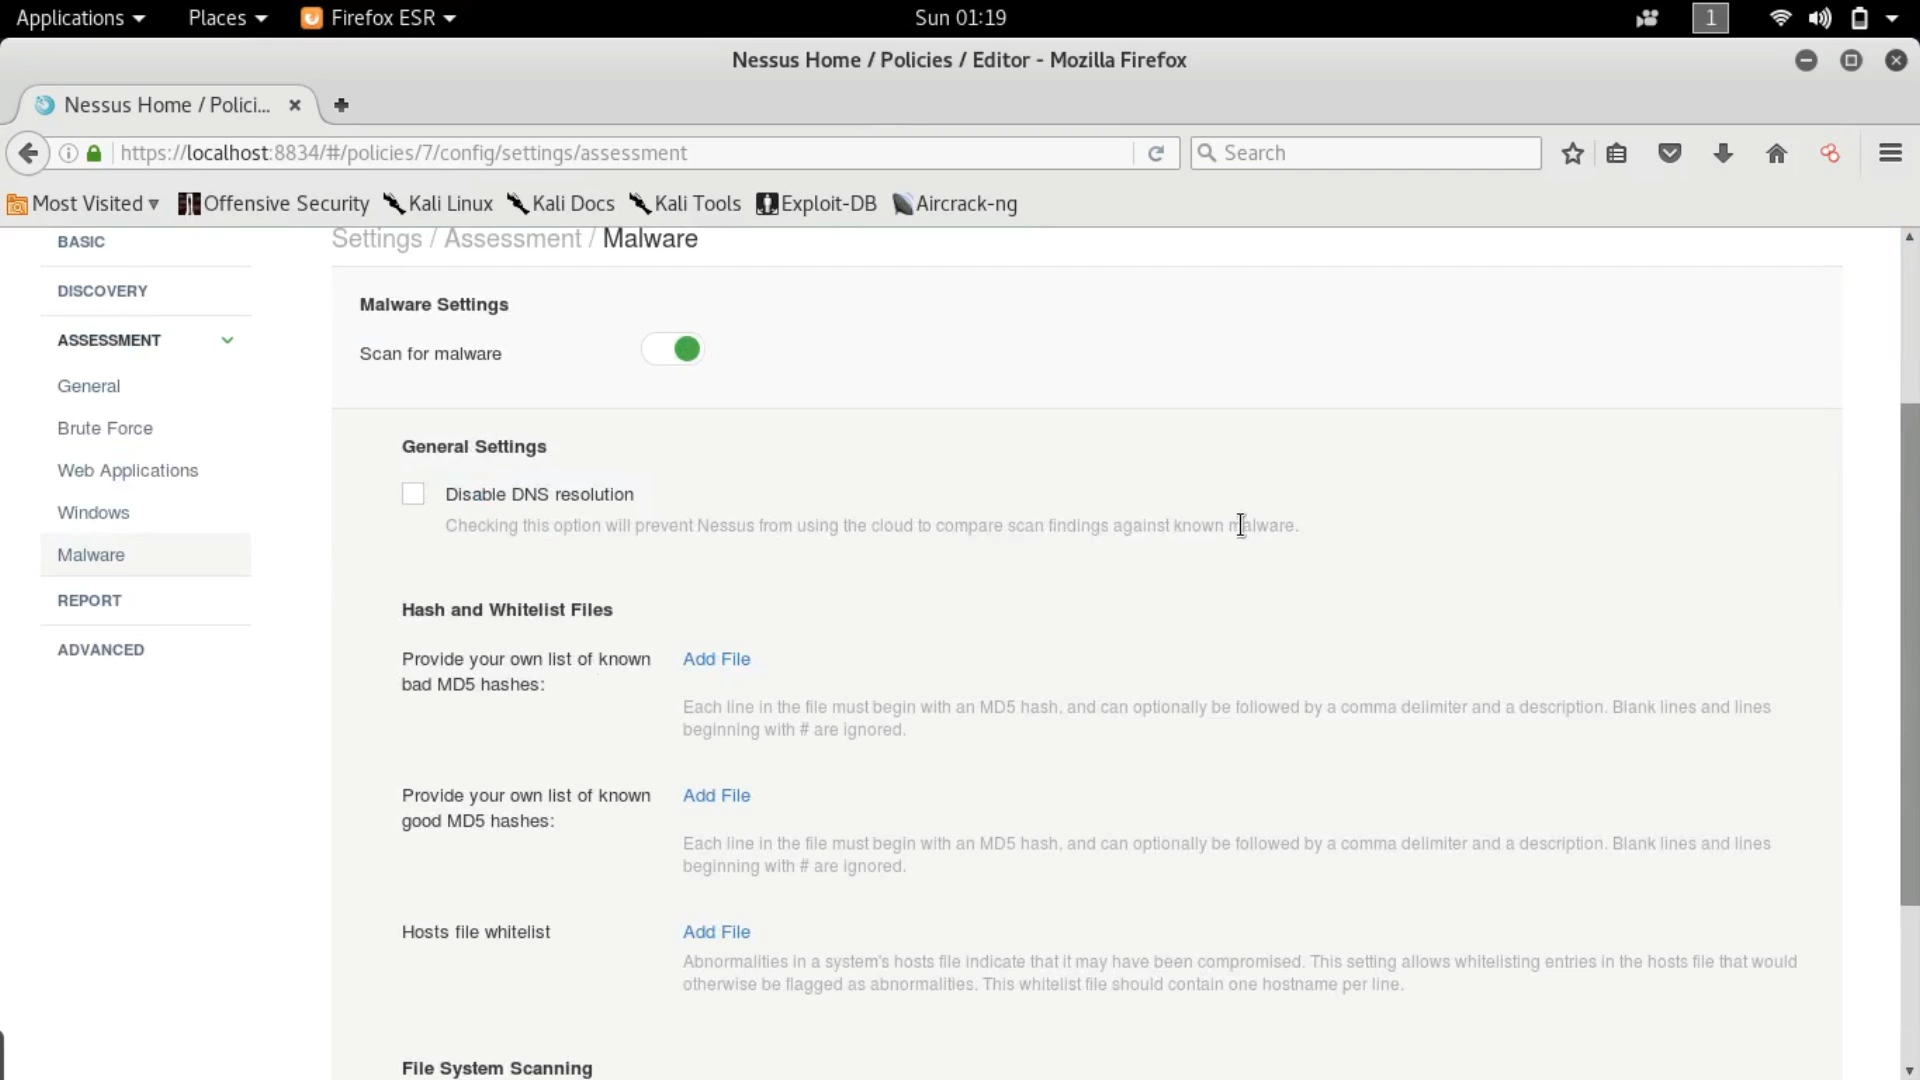 Applications Places Firefox ESR Sun 01:19 1
Nessus Home / Policies / Editor - Mozilla Firefox
Nessus Home / Polici...
https://localhost:8834/#/policies/7/config/settings/assessment Search
Most Visited Offensive Security Kali Linux Kali Docs Kali Tools Exploit-DB Aircrack-ng
BASIC
DISCOVERY
ASSESSMENT
General
Brute Force
Web Applications
Windows
Malware
REPORT
ADVANCED
Settings / Assessment / Malware
Malware Settings
Scan for malware
General Settings
Disable DNS resolution
Checking this option will prevent Nessus from using the cloud to compare scan findings against known malware.
Hash and Whitelist Files
Provide your own list of known
bad MD5 hashes:
Add File
Each line in the file must begin with an MD5 hash, and can optionally be followed by a comma delimiter and a description. Blank lines and lines
beginning with # are ignored.
Provide your own list of known
good MD5 hashes:
Add File
Each line in the file must begin with an MD5 hash, and can optionally be followed by a comma delimiter and a description. Blank lines and lines
beginning with # are ignored.
Hosts file whitelist
Add File
Abnormalities in a system's hosts file indicate that it may have been compromised. This setting allows whitelisting entries in the hosts file that would
otherwise be flagged as abnormalities. This whitelist file should contain one hostname per line.
File System Scanning